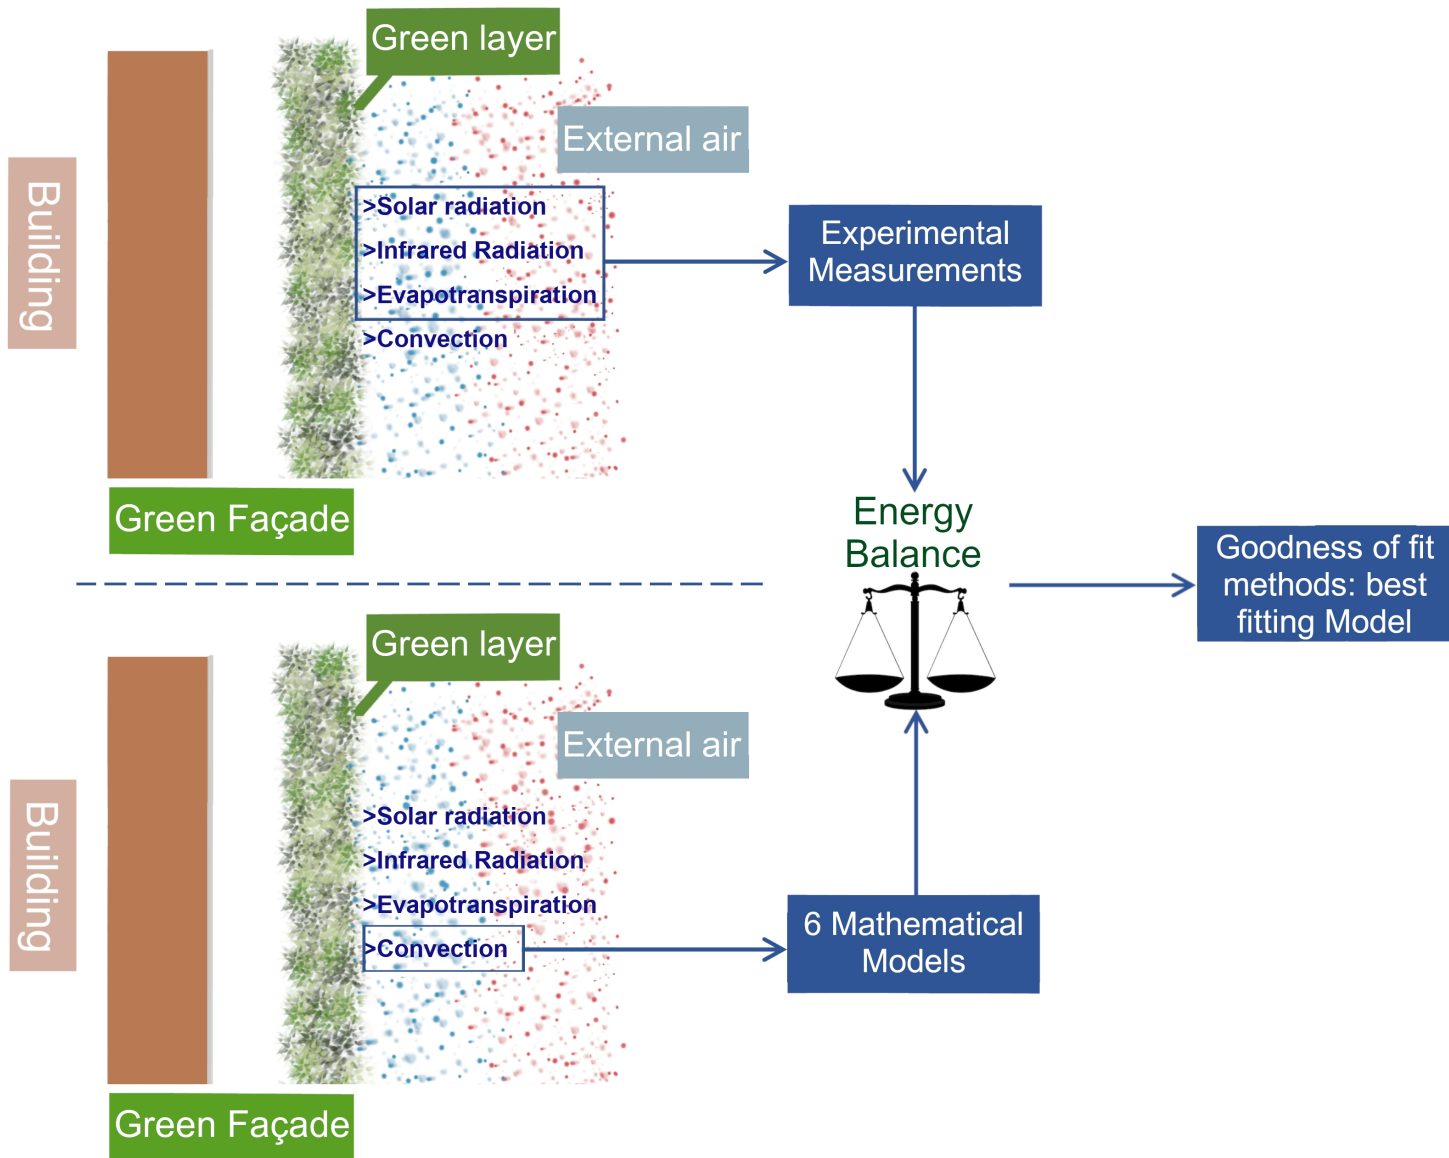 Green layer
External air
Building
>Solar radiation
>Infrared Radiation
>Evapotranspiration
>Convection
Experimental
Measurements
Green Façade
Energy
Balance
Goodness of fit
methods: best
fitting Model
Green layer
External air
Building
>Solar radiation
>Infrared Radiation
>Evapotranspiration
>Convection
6 Mathematical
Models
Green Façade